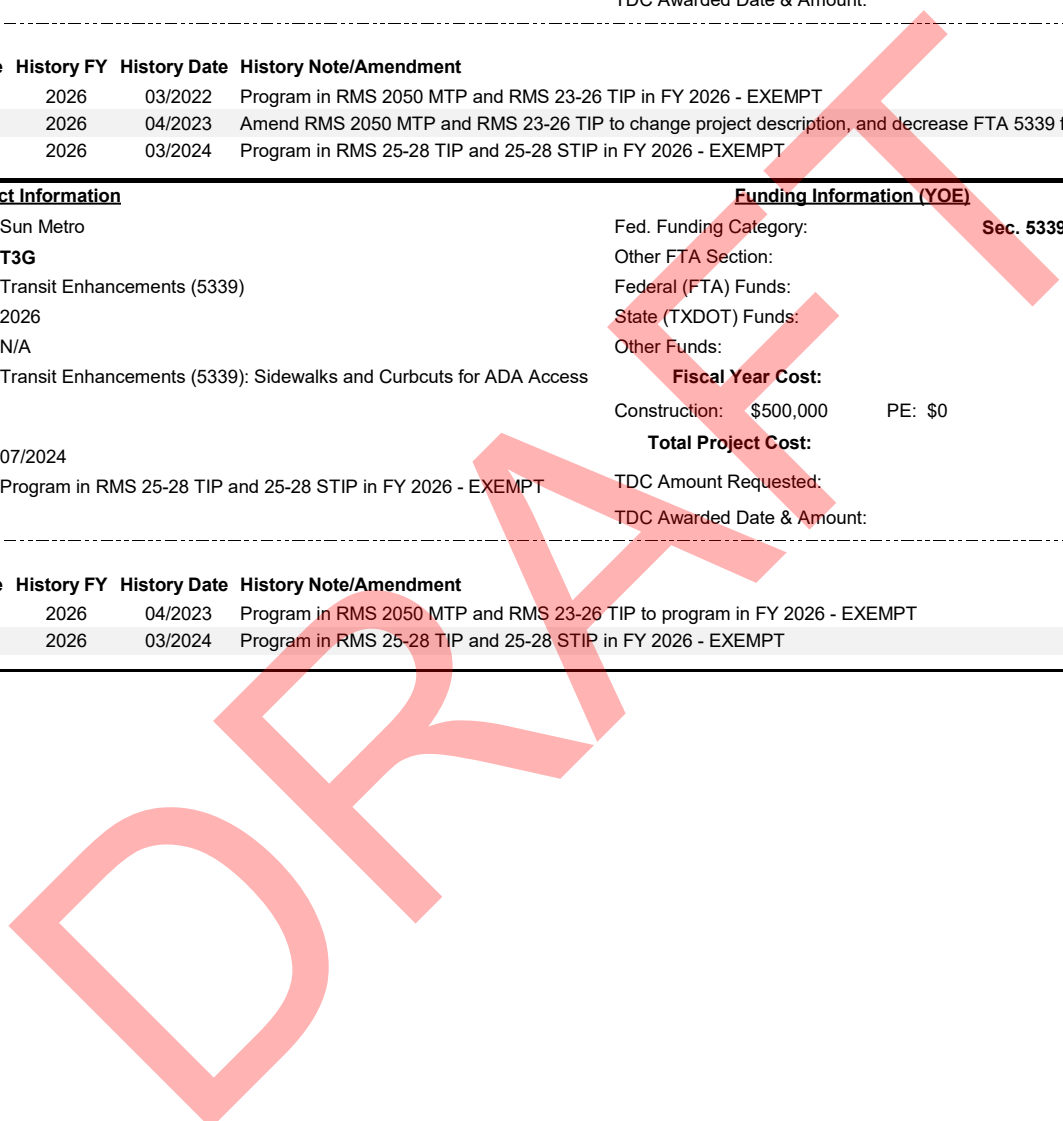 TDC Awarded Date & Amount:
History FY History Date History Note/Amendment
2026 03/2022 Program in RMS 2050 MTP and RMS 23-26 TIP in FY 2026 - EXEMPT
2026 04/2023 Amend RMS 2050 MTP and RMS 23-26 TIP to change project description, and decrease FTA 5339
2026 03/2024 Program in RMS 25-28 TIP and 25-28 STIP in FY 2026 - EXEMPT
ct Information Funding Information (YOE)
Sun Metro Fed. Funding Category: Sec. 5339
T3G Other FTA Section:
Transit Enhancements (5339) Federal (FTA) Funds:
2026 State (TXDOT) Funds:
N/A Other Funds:
Transit Enhancements (5339): Sidewalks and Curbcuts for ADA Access Fiscal Year Cost:
Construction: $500,000 PE: $0
Total Project Cost:
07/2024
Program in RMS 25-28 TIP and 25-28 STIP in FY 2026 - EXEMPT TDC Amount Requested:
TDC Awarded Date & Amount:
e History FY History Date History Note/Amendment
2026 04/2023 Program in RMS 2050 MTP and RMS 23-26 TIP to program in FY 2026 - EXEMPT
2026 03/2024 Program in RMS 25-28 TIP and 25-28 STIP in FY 2026 - EXEMPT
DRAFT